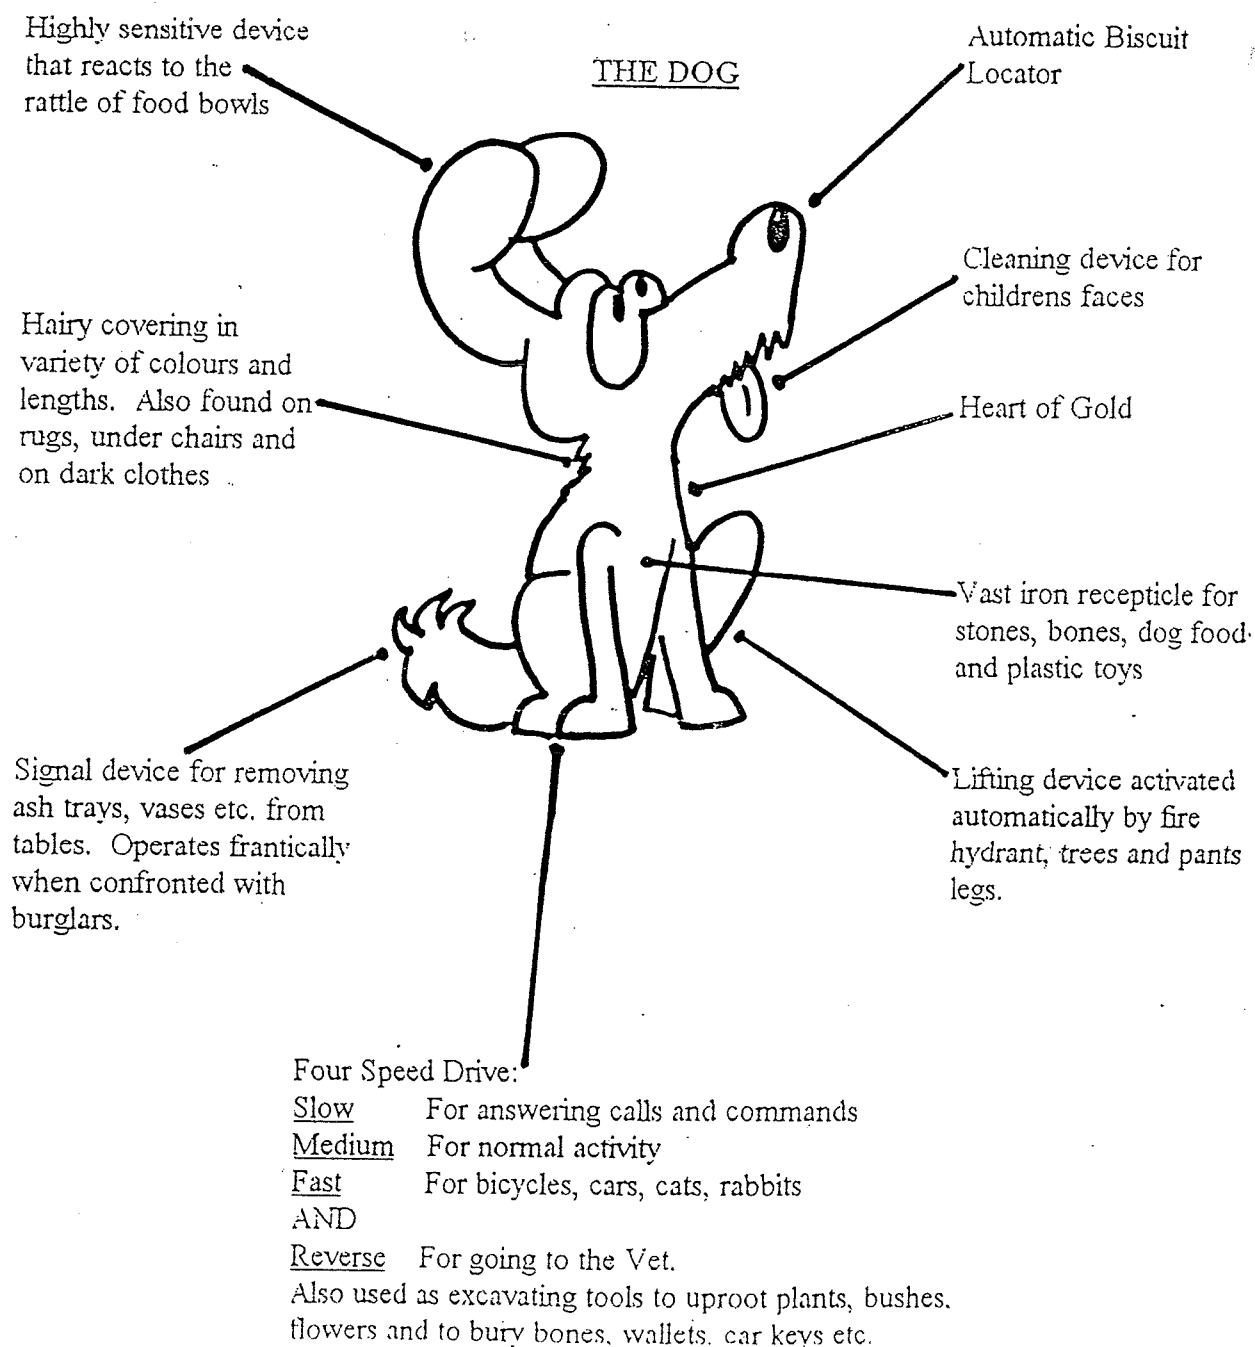 THE DOG
Highly sensitive device
that reacts to the
rattle of food bowls
Automatic Biscuit
Locator
Cleaning device for
childrens faces
Hairy covering in
variety of colours and
lengths. Also found on
rugs, under chairs and
on dark clothes
Heart of Gold
Vast iron recepticle for
stones, bones, dog food
and plastic toys
Signal device for removing
ash trays, vases etc. from
tables. Operates frantically
when confronted with
burglars.
Lifting device activated
automatically by fire
hydrant, trees and pants
legs.
Four Speed Drive:
Slow For answering calls and commands
Medium For normal activity
Fast For bicycles, cars, cats, rabbits
AND
Reverse For going to the Vet.
Also used as excavating tools to uproot plants, bushes,
flowers and to bury bones, wallets, car keys etc.